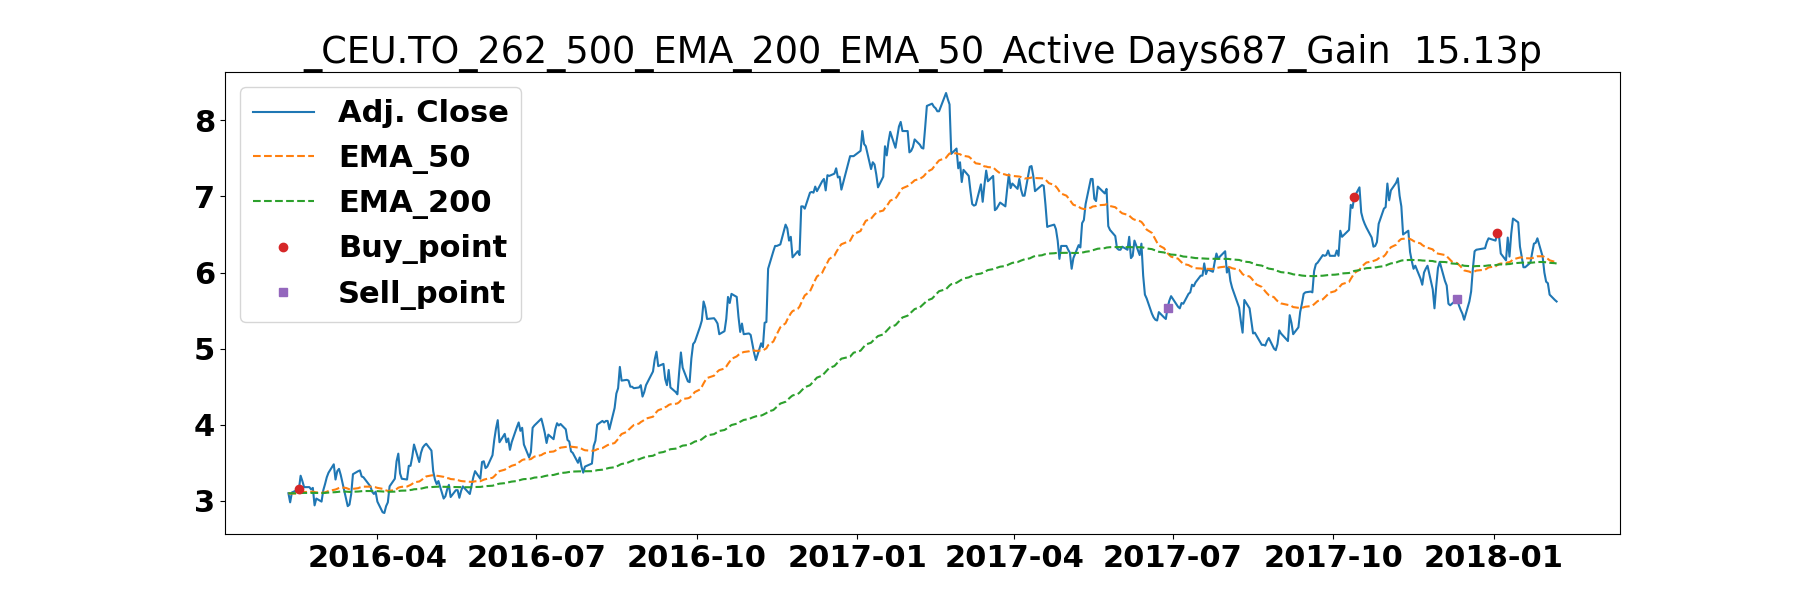 _CEU.TO_262_500_EMA_200_EMA_50_Active Days687_Gain  15.13p
Adj. Close
EMA_50
EMA_200
Buy_point
Sell_point
8
7
6
5
4
3
2016-04 2016-07 2016-10 2017-01 2017-04 2017-07 2017-10 2018-01